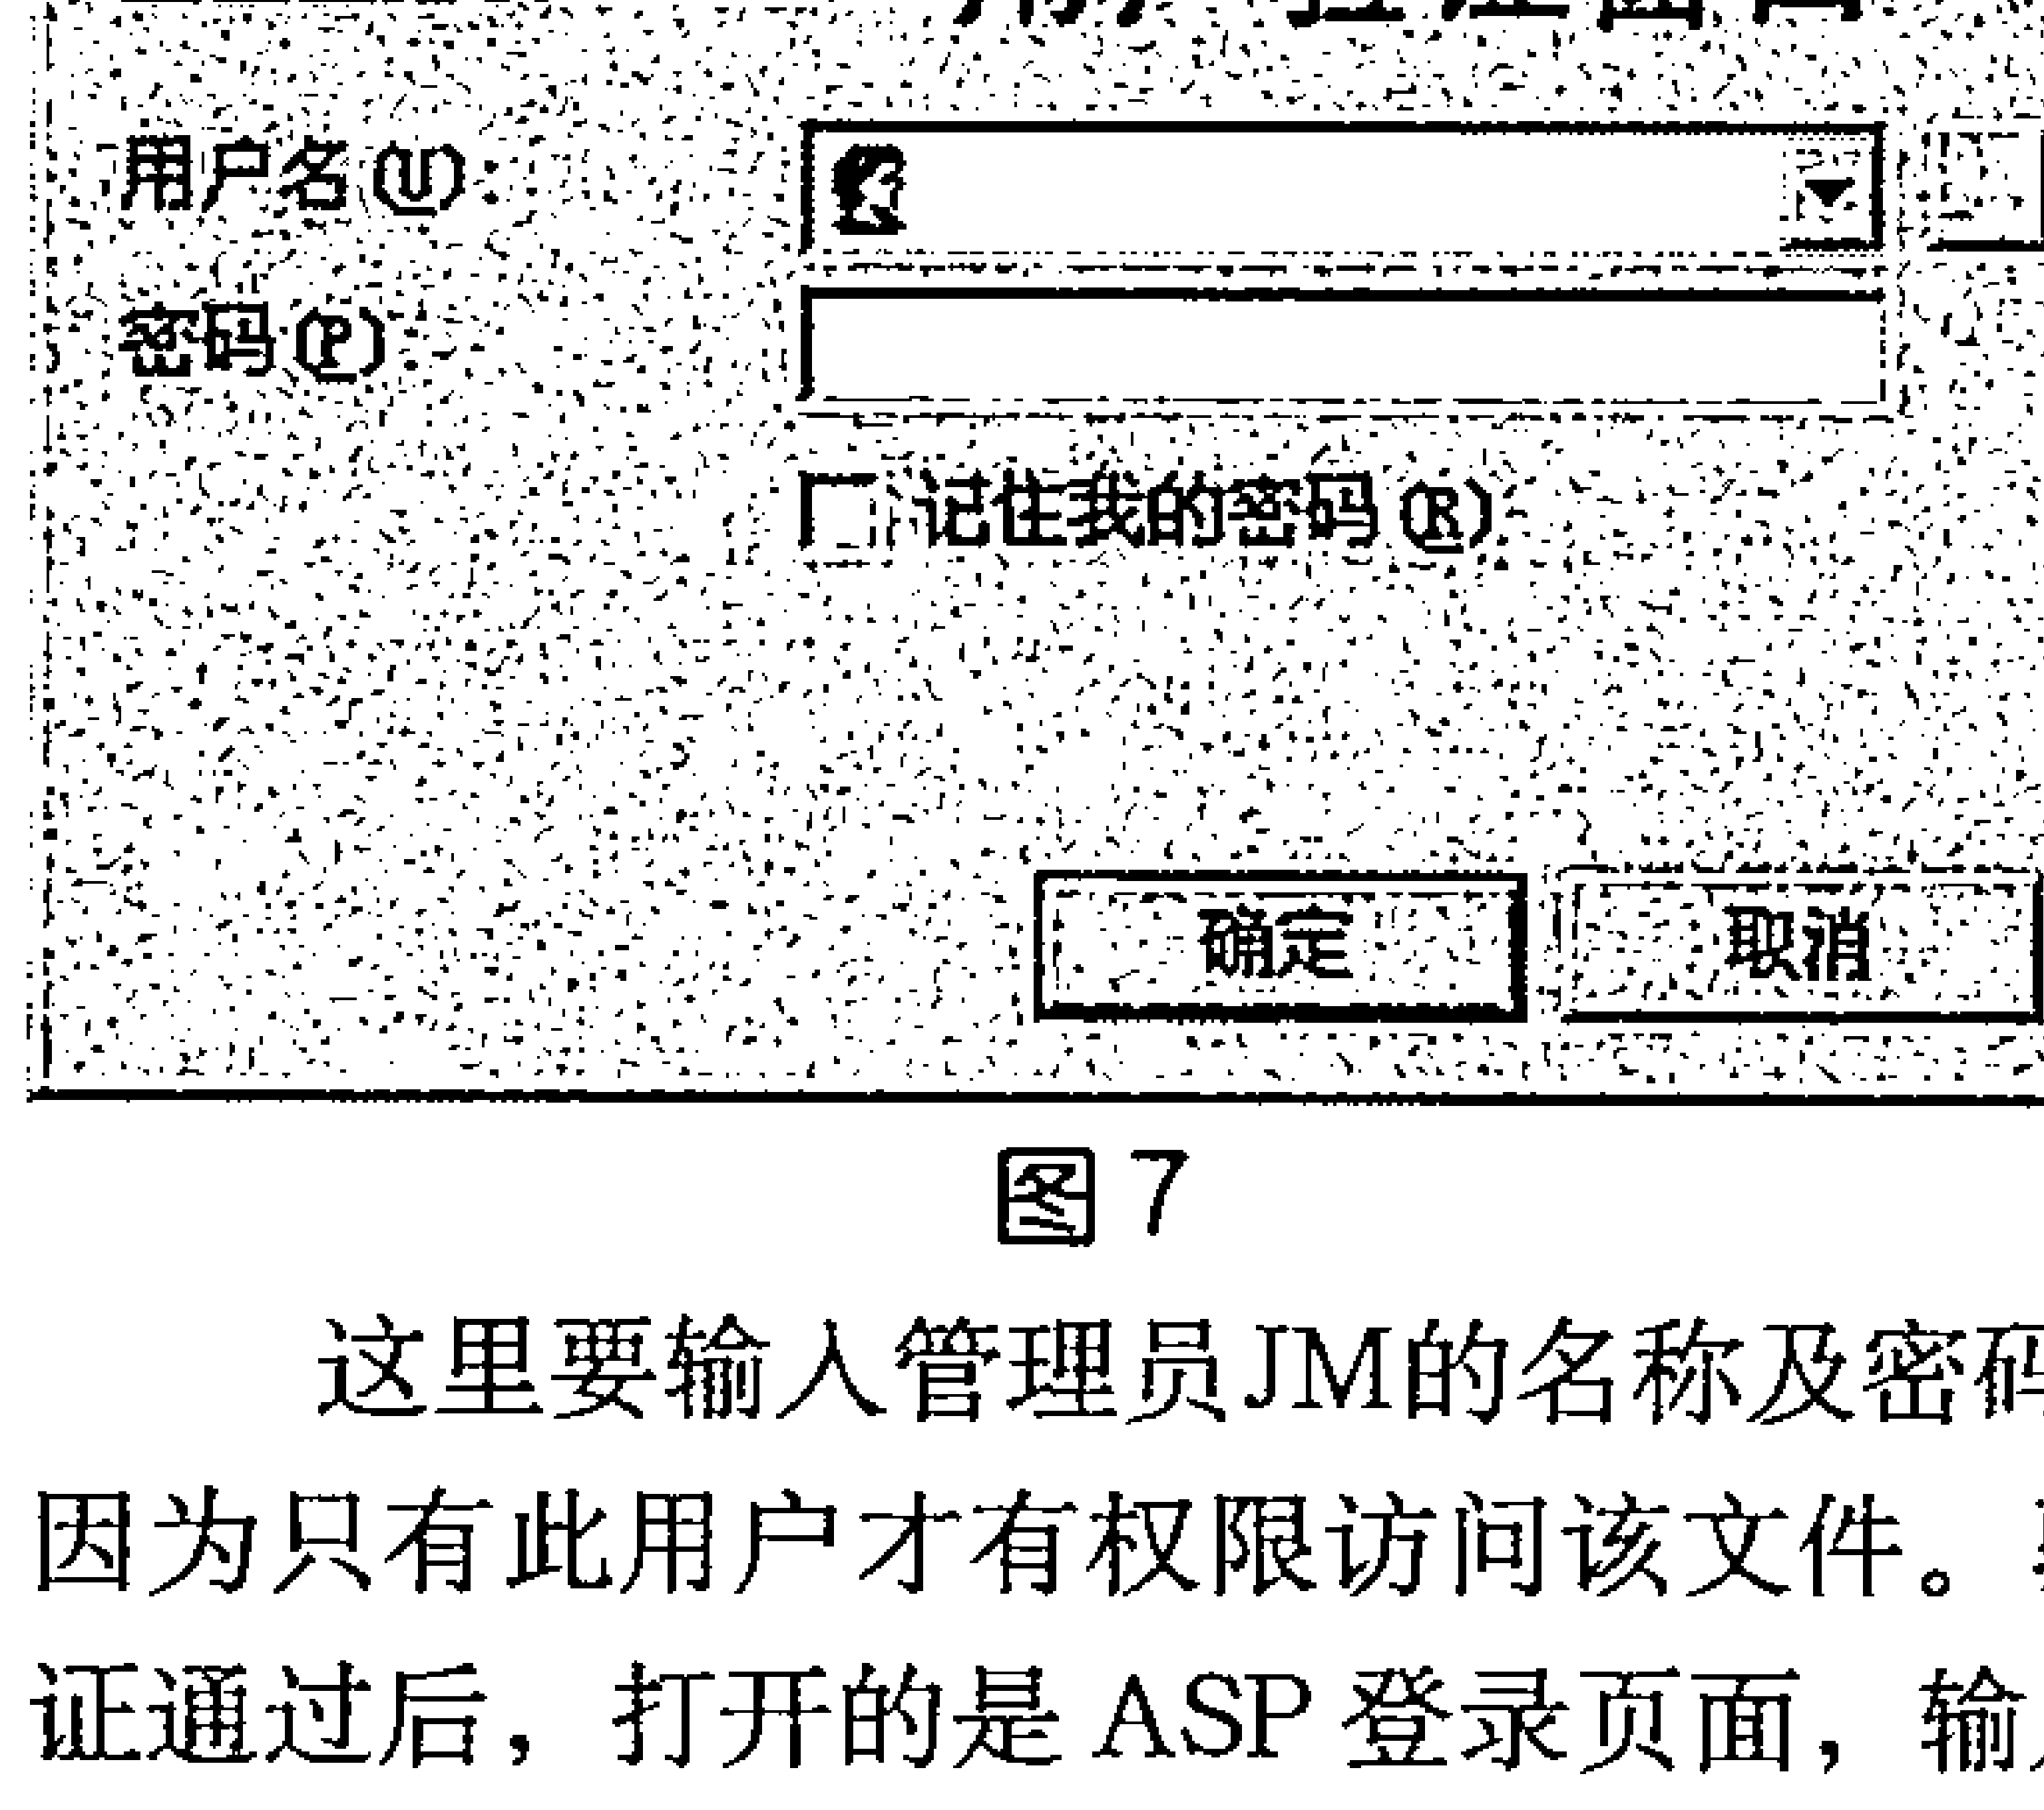 用户名(U):
密码(P):
记住我的密码(R)
确定 取消
图7
这里要输入管理员JM的名称及密码
因为只有此用户才有权限访问该文件。
证通过后，打开的是ASP登录页面，输